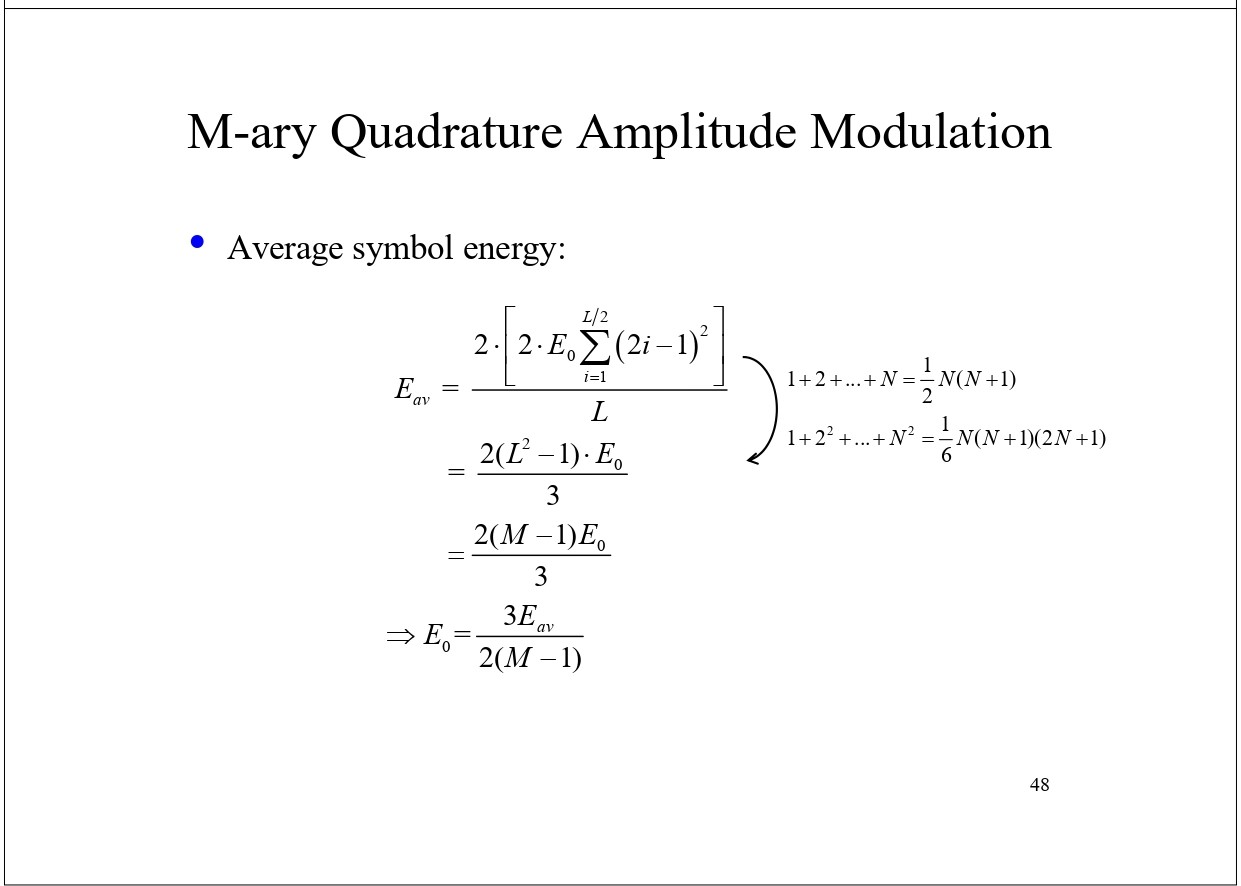 M-ary Quadrature Amplitude Modulation
• Average symbol energy:
E_{av} = \frac{2 \cdot \left[ 2 \cdot E_0 \sum_{i=1}^{L/2} (2i-1)^2 \right]}{L}
1+2+...+N = \frac{1}{2} N(N+1)
1+2^2+...+N^2 = \frac{1}{6} N(N+1)(2N+1)
= \frac{2(L^2-1) \cdot E_0}{3}
= \frac{2(M-1)E_0}{3}
⇒ E_0 = \frac{3E_{av}}{2(M-1)}
48